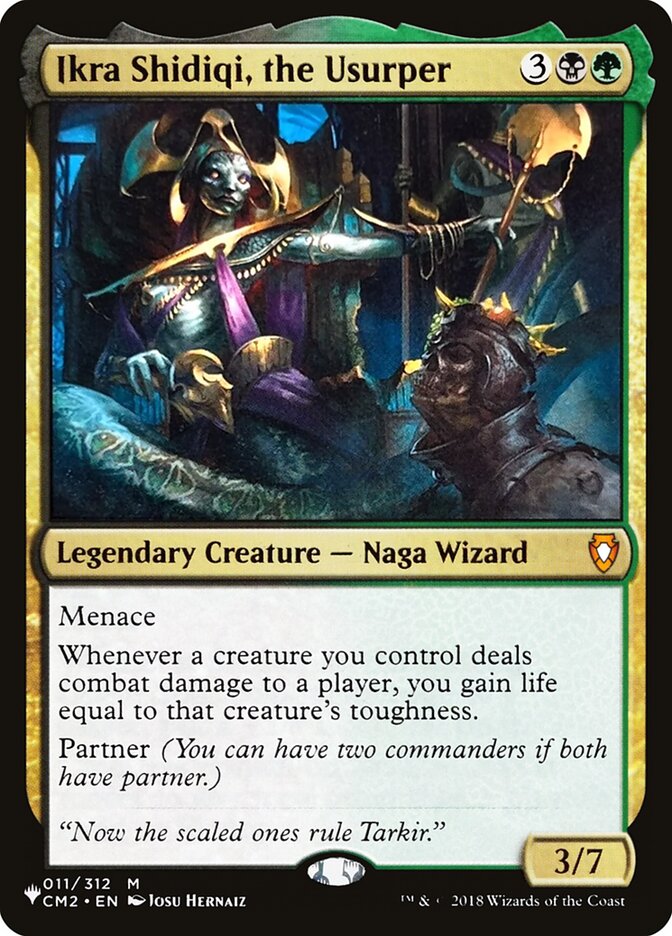 Ikra Shidiqi, the Usurper 3
Legendary Creature — Naga Wizard
Menace
Whenever a creature you control deals
combat damage to a player, you gain life
equal to that creature's toughness.
Partner (You can have two commanders if both
have partner.)
“Now the scaled ones rule Tarkir.”
3/7
011/312 M
CM2 • EN Josu Hernaiz
™ & © 2018 Wizards of the Coast